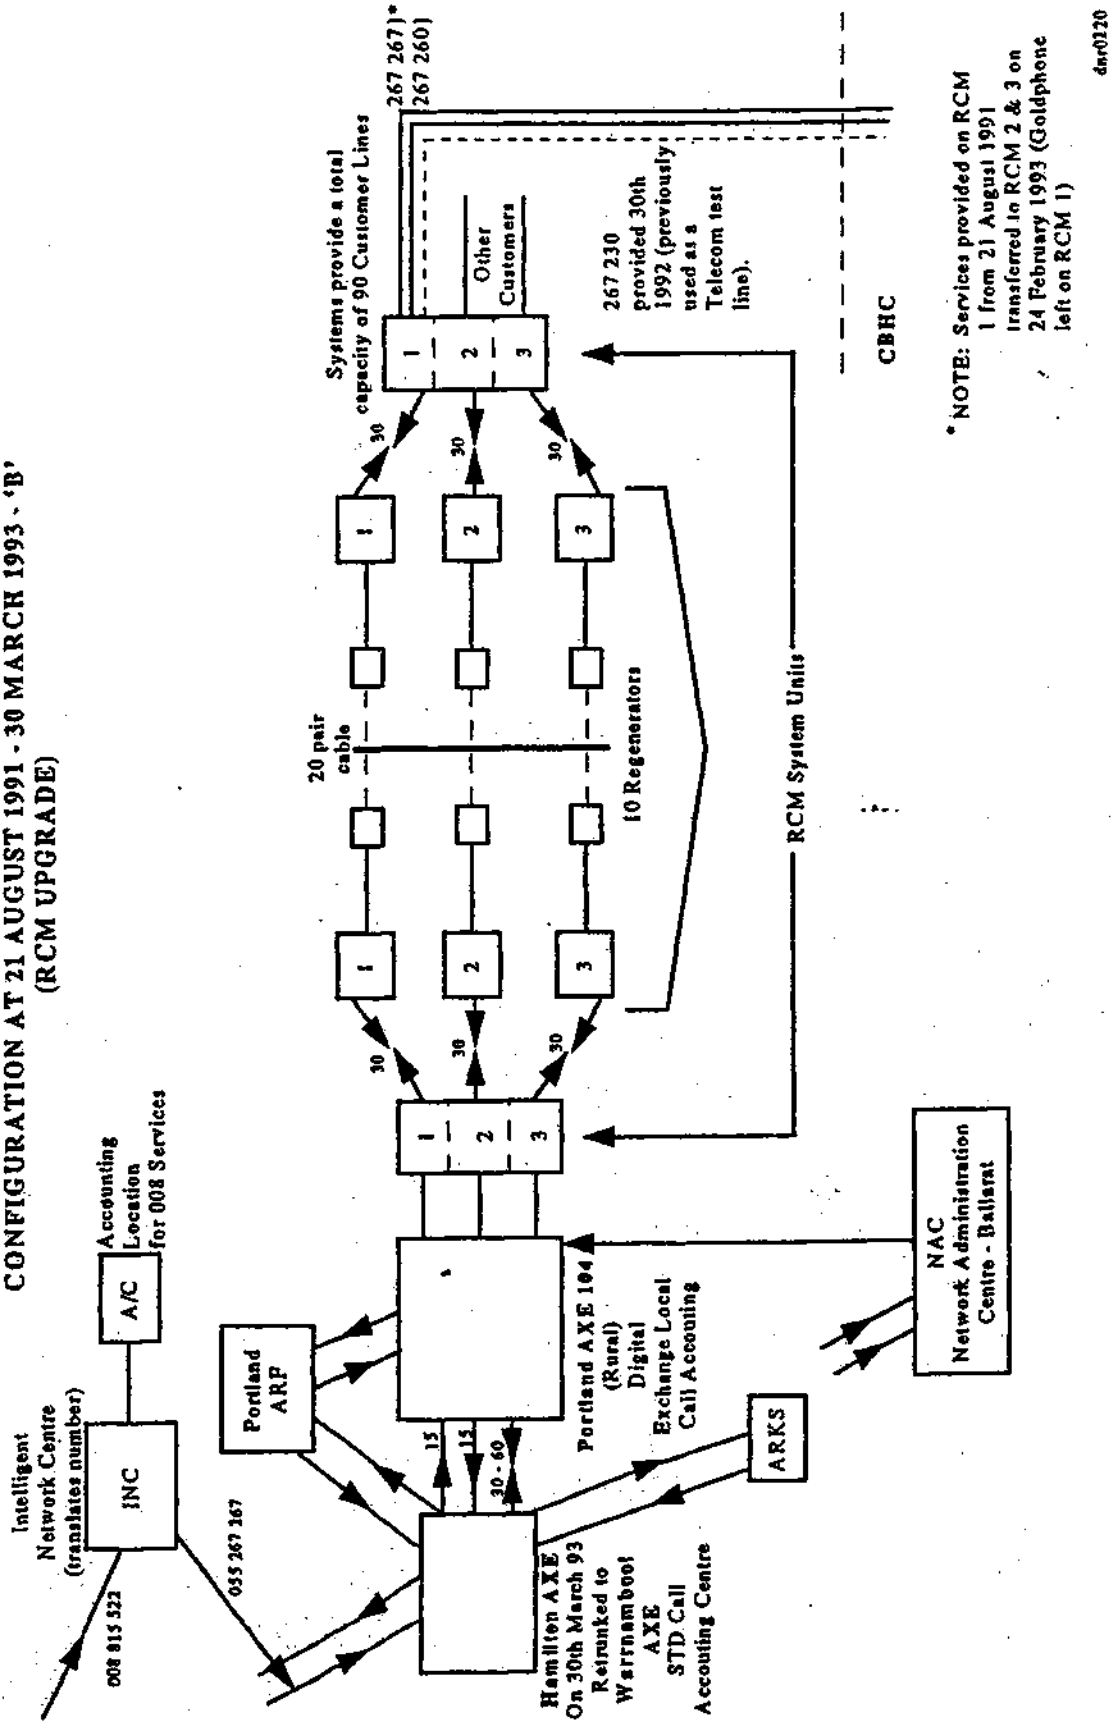 CONFIGURATION AT 21 AUGUST 1991 - 30 MARCH 1993 - 'B'
(RCM UPGRADE)
Intelligent
Network Centre
(translates number)
INC
A/C
Accounting
Location
for 008 Services
008 815 522
055 267 167
Portland
ARF
Hamilton AXE
On 30th March 93
Retrunked to
Warrnambool
AXE
STD Call
Accouting Centre
15
15
30 - 60
ARKS
Portland AXE 104
(Rural)
Digital
Exchange Local
Call Accouting
NAC
Network Administration
Centre - Ballarat
1
2
3
30
30
30
1
2
3
20 pair
cable
10 Regenerators
RCM System Units
1
2
3
30
30
30
1
2
3
Systems provide a total
capacity of 90 Customer Lines
267 267)*
267 260)
Other
Customers
267 230
provided 30th
1992 (previously
used as a
Telecom test
line).
CBHC
* NOTE: Services provided on RCM
1 from 21 August 1991
transferred to RCM 2 & 3 on
24 February 1993 (Goldphone
left on RCM 1)
dmr0220